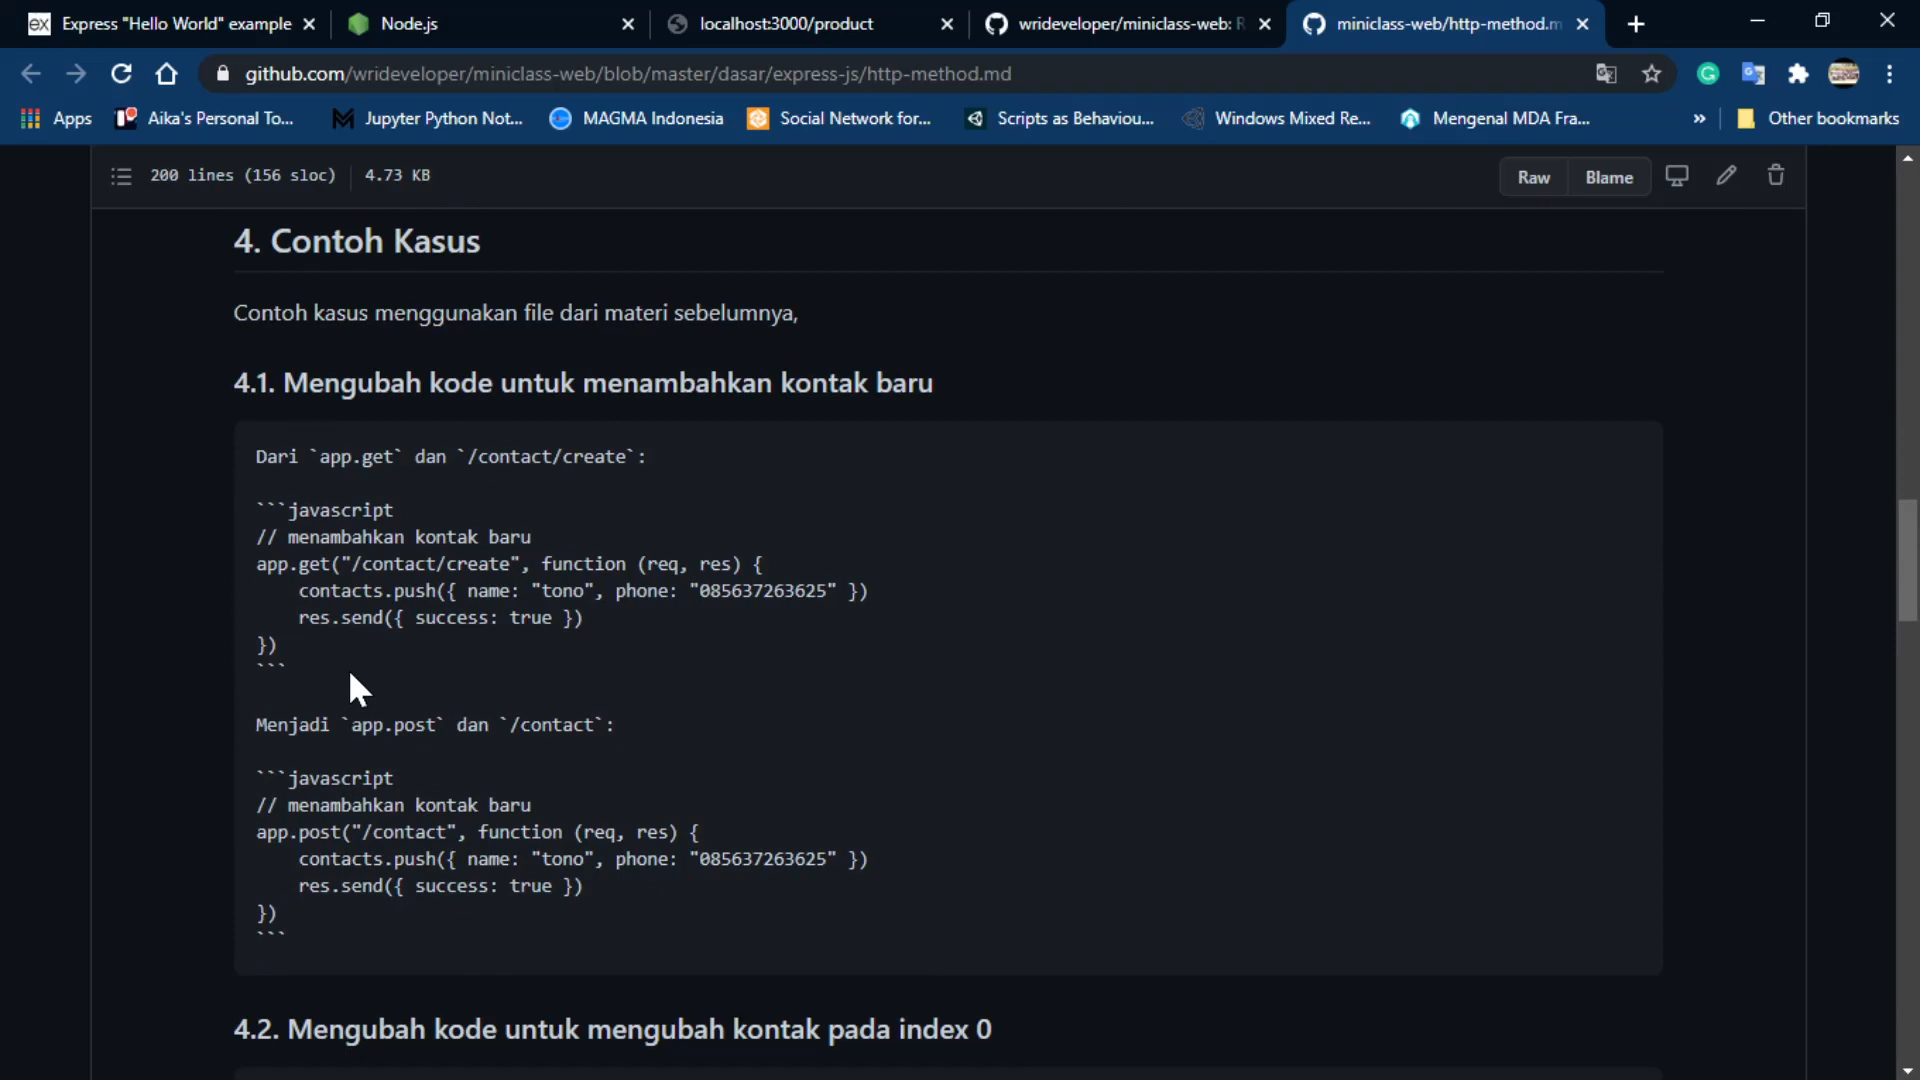 Express "Hello World" example
Node.js
localhost:3000/product
wrideveloper/miniclass-web: R
miniclass-web/http-method.m
github.com/wrideveloper/miniclass-web/blob/master/dasar/express-js/http-method.md
Apps
Aika's Personal To...
Jupyter Python Not...
MAGMA Indonesia
Social Network for...
Scripts as Behaviou...
Windows Mixed Re...
Mengenal MDA Fra...
»
Other bookmarks
200 lines (156 sloc)
4.73 KB
Raw
Blame
4. Contoh Kasus
Contoh kasus menggunakan file dari materi sebelumnya,
4.1. Mengubah kode untuk menambahkan kontak baru
Dari `app.get` dan `/contact/create`:
```javascript
// menambahkan kontak baru
app.get("/contact/create", function (req, res) {
    contacts.push({ name: "tono", phone: "085637263625" })
    res.send({ success: true })
})
```
Menjadi `app.post` dan `/contact`:
```javascript
// menambahkan kontak baru
app.post("/contact", function (req, res) {
    contacts.push({ name: "tono", phone: "085637263625" })
    res.send({ success: true })
})
```
4.2. Mengubah kode untuk mengubah kontak pada index 0